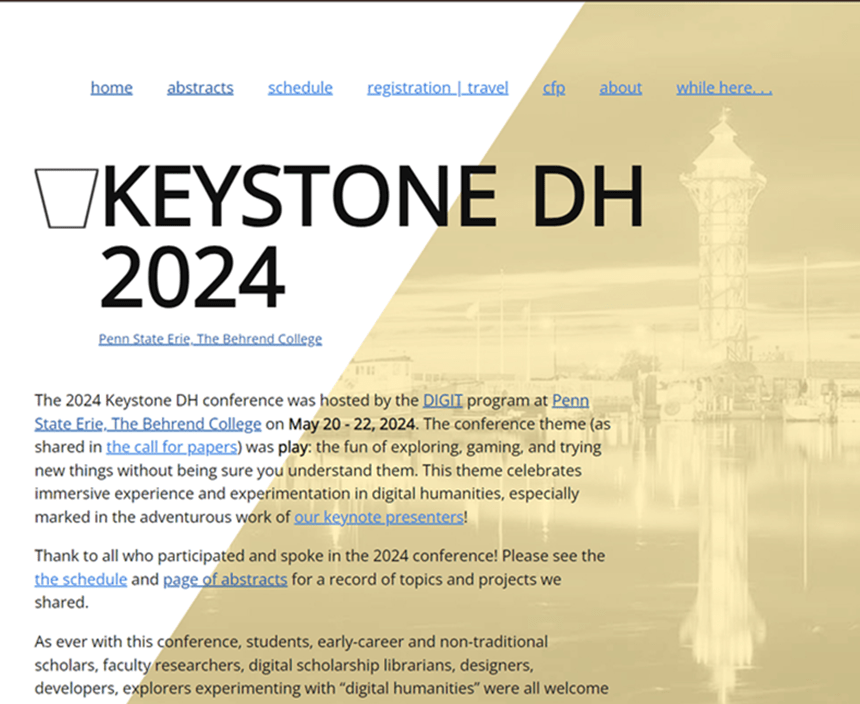 home abstracts schedule registration | travel cfp about while here. . .
KEYSTONE DH
2024
Penn State Erie, The Behrend College
The 2024 Keystone DH conference was hosted by the DIGIT program at Penn
State Erie, The Behrend College on May 20 - 22, 2024. The conference theme (as
shared in the call for papers) was play: the fun of exploring, gaming, and trying
new things without being sure you understand them. This theme celebrates
immersive experience and experimentation in digital humanities, especially
marked in the adventurous work of our keynote presenters!
Thank to all who participated and spoke in the 2024 conference! Please see the
the schedule and page of abstracts for a record of topics and projects we
shared.
As ever with this conference, students, early-career and non-traditional
scholars, faculty researchers, digital scholarship librarians, designers,
developers, explorers experimenting with “digital humanities” were all welcome